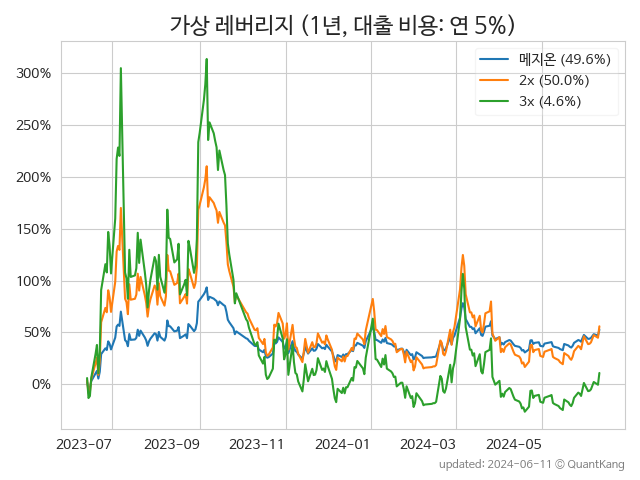 가상 레버리지 (1년, 대출 비용: 연 5%)
메지온 (49.6%)
2x (50.0%)
3x (4.6%)
300%
250%
200%
150%
100%
50%
0%
2023-07 2023-09 2023-11 2024-01 2024-03 2024-05
updated: 2024-06-11 © QuantKang